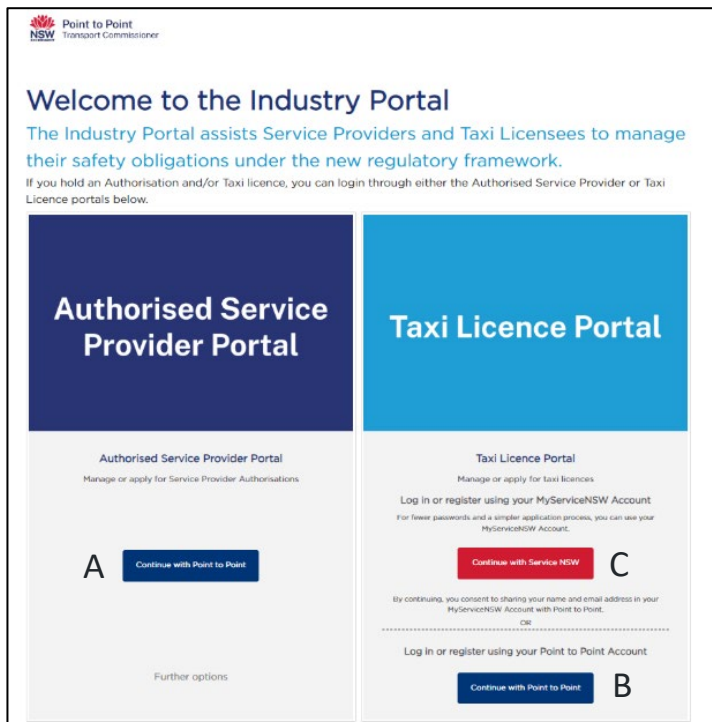 Point to Point
Transport Commissioner
NSW
GOVERNMENT
Welcome to the Industry Portal
The Industry Portal assists Service Providers and Taxi Licensees to manage
their safety obligations under the new regulatory framework.
If you hold an Authorisation and/or Taxi licence, you can login through either the Authorised Service Provider or Taxi
Licence portals below.
Authorised Service
Provider Portal
Authorised Service Provider Portal
Manage or apply for Service Provider Authorisations
A
Continue with Point to Point
Further options
Taxi Licence Portal
Taxi Licence Portal
Manage or apply for taxi licences
Log in or register using your MyServiceNSW Account
For fewer passwords and a simpler application process, you can use your
MyServiceNSW Account.
Continue with Service NSW
C
By continuing, you consent to sharing your name and email address in your
MyServiceNSW Account with Point to Point.
OR
Log in or register using your Point to Point Account
Continue with Point to Point
B